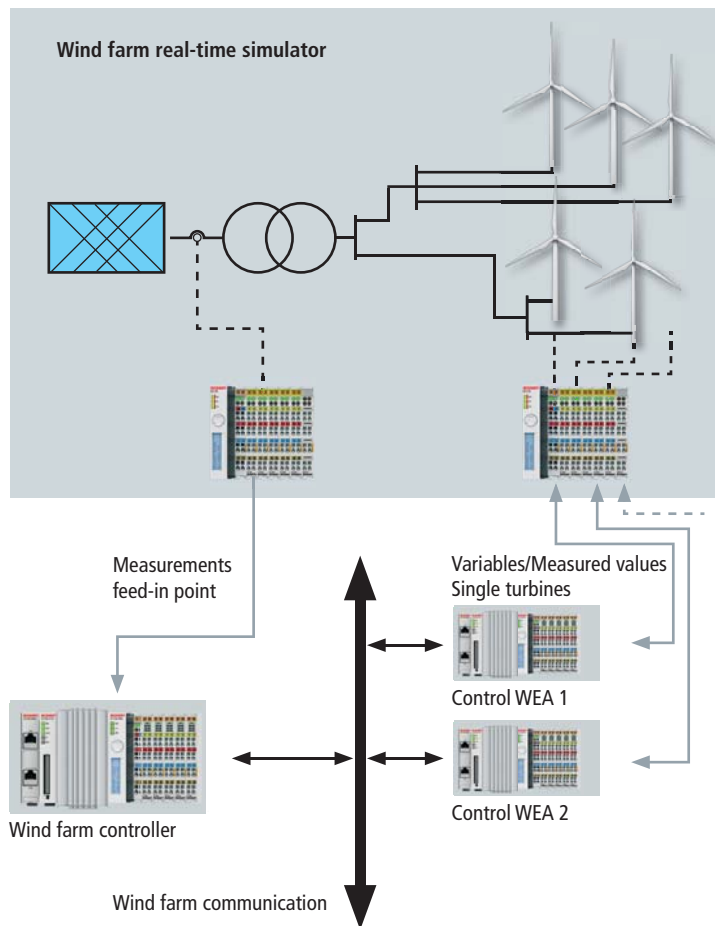 Wind farm real-time simulator
Measurements
feed-in point
Variables/Measured values
Single turbines
Control WEA 1
Control WEA 2
Wind farm controller
Wind farm communication